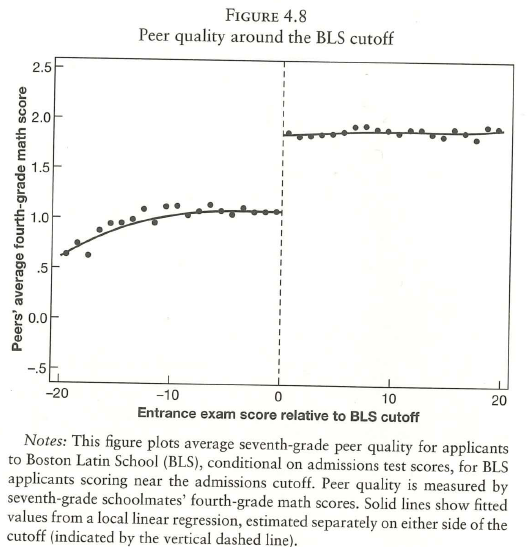 FIGURE 4.8
Peer quality around the BLS cutoff
Peers' average fourth-grade math score
2.5
2.0
1.5
1.0
.5
0.0
–.5
–20
–10
0
10
20
Entrance exam score relative to BLS cutoff
Notes: This figure plots average seventh-grade peer quality for applicants
to Boston Latin School (BLS), conditional on admissions test scores, for BLS
applicants scoring near the admissions cutoff. Peer quality is measured by
seventh-grade schoolmates' fourth-grade math scores. Solid lines show fitted
values from a local linear regression, estimated separately on either side of the
cutoff (indicated by the vertical dashed line).